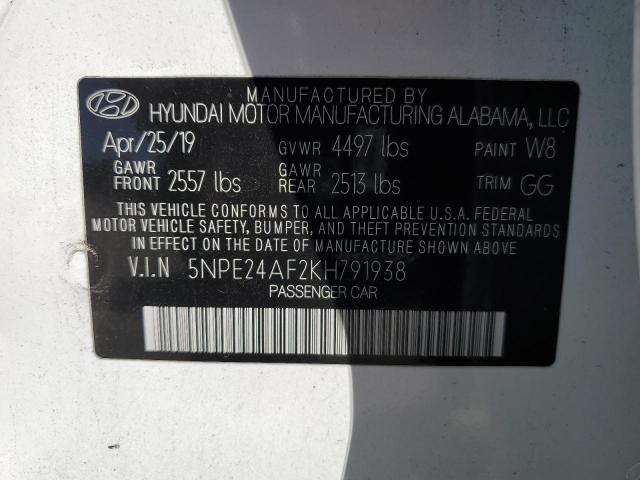 MANUFACTURED BY
HYUNDAI MOTOR MANUFACTURING ALABAMA, LLC
Apr/25/19 GVWR 4497 lbs PAINT W8
GAWR FRONT 2557 lbs GAWR REAR 2513 lbs TRIM GG
THIS VEHICLE CONFORMS TO ALL APPLICABLE U.S.A. FEDERAL
MOTOR VEHICLE SAFETY, BUMPER, AND THEFT PREVENTION STANDARDS
IN EFFECT ON THE DATE OF MANUFACTURE SHOWN ABOVE.
V.I.N 5NPE24AF2KH791938
PASSENGER CAR